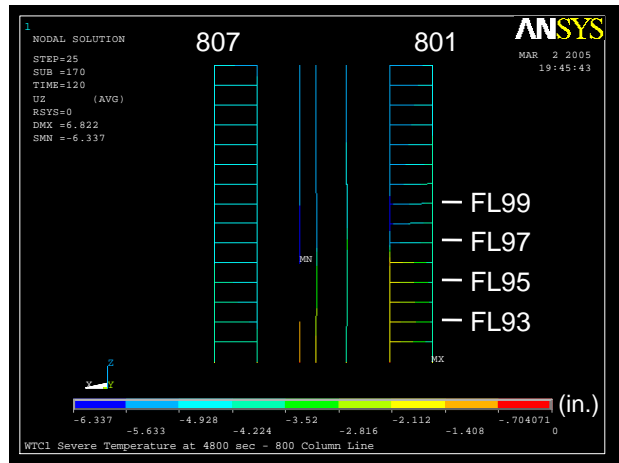 1
NODAL SOLUTION
STEP=25
SUB =170
TIME=120
UZ (AVG)
RSYS=0
DMX =6.822
SMN =-6.337
807
801
ANSYS
MAR 2 2005
19:45:43
FL99
FL97
MN
FL95
FL93
MX
Z
X
Y
(in.)
-6.337 -4.928 -3.52 -2.112 -.704071
-5.633 -4.224 -2.816 -1.408 0
WTC1 Severe Temperature at 4800 sec - 800 Column Line